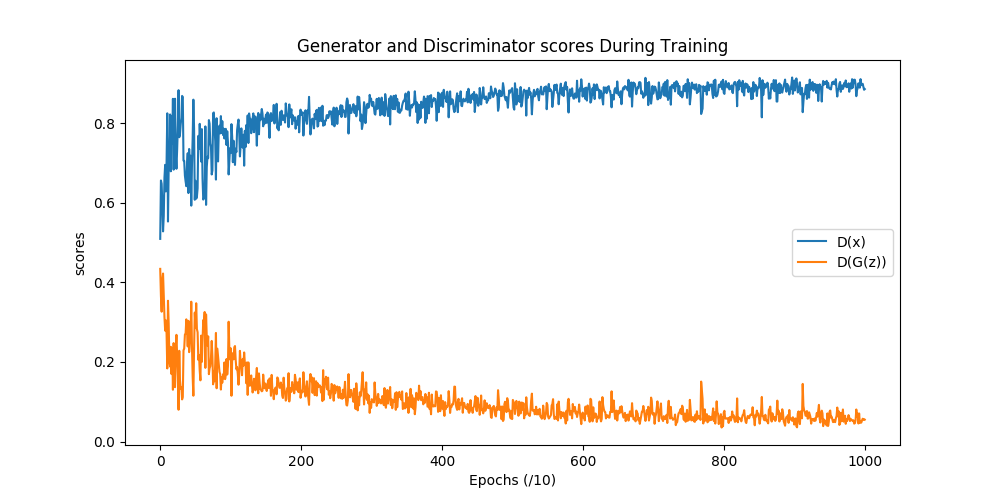 Generator and Discriminator scores During Training
scores
0.8
0.6
0.4
0.2
0.0
D(x)
D(G(z))
0 200 400 600 800 1000
Epochs (/10)